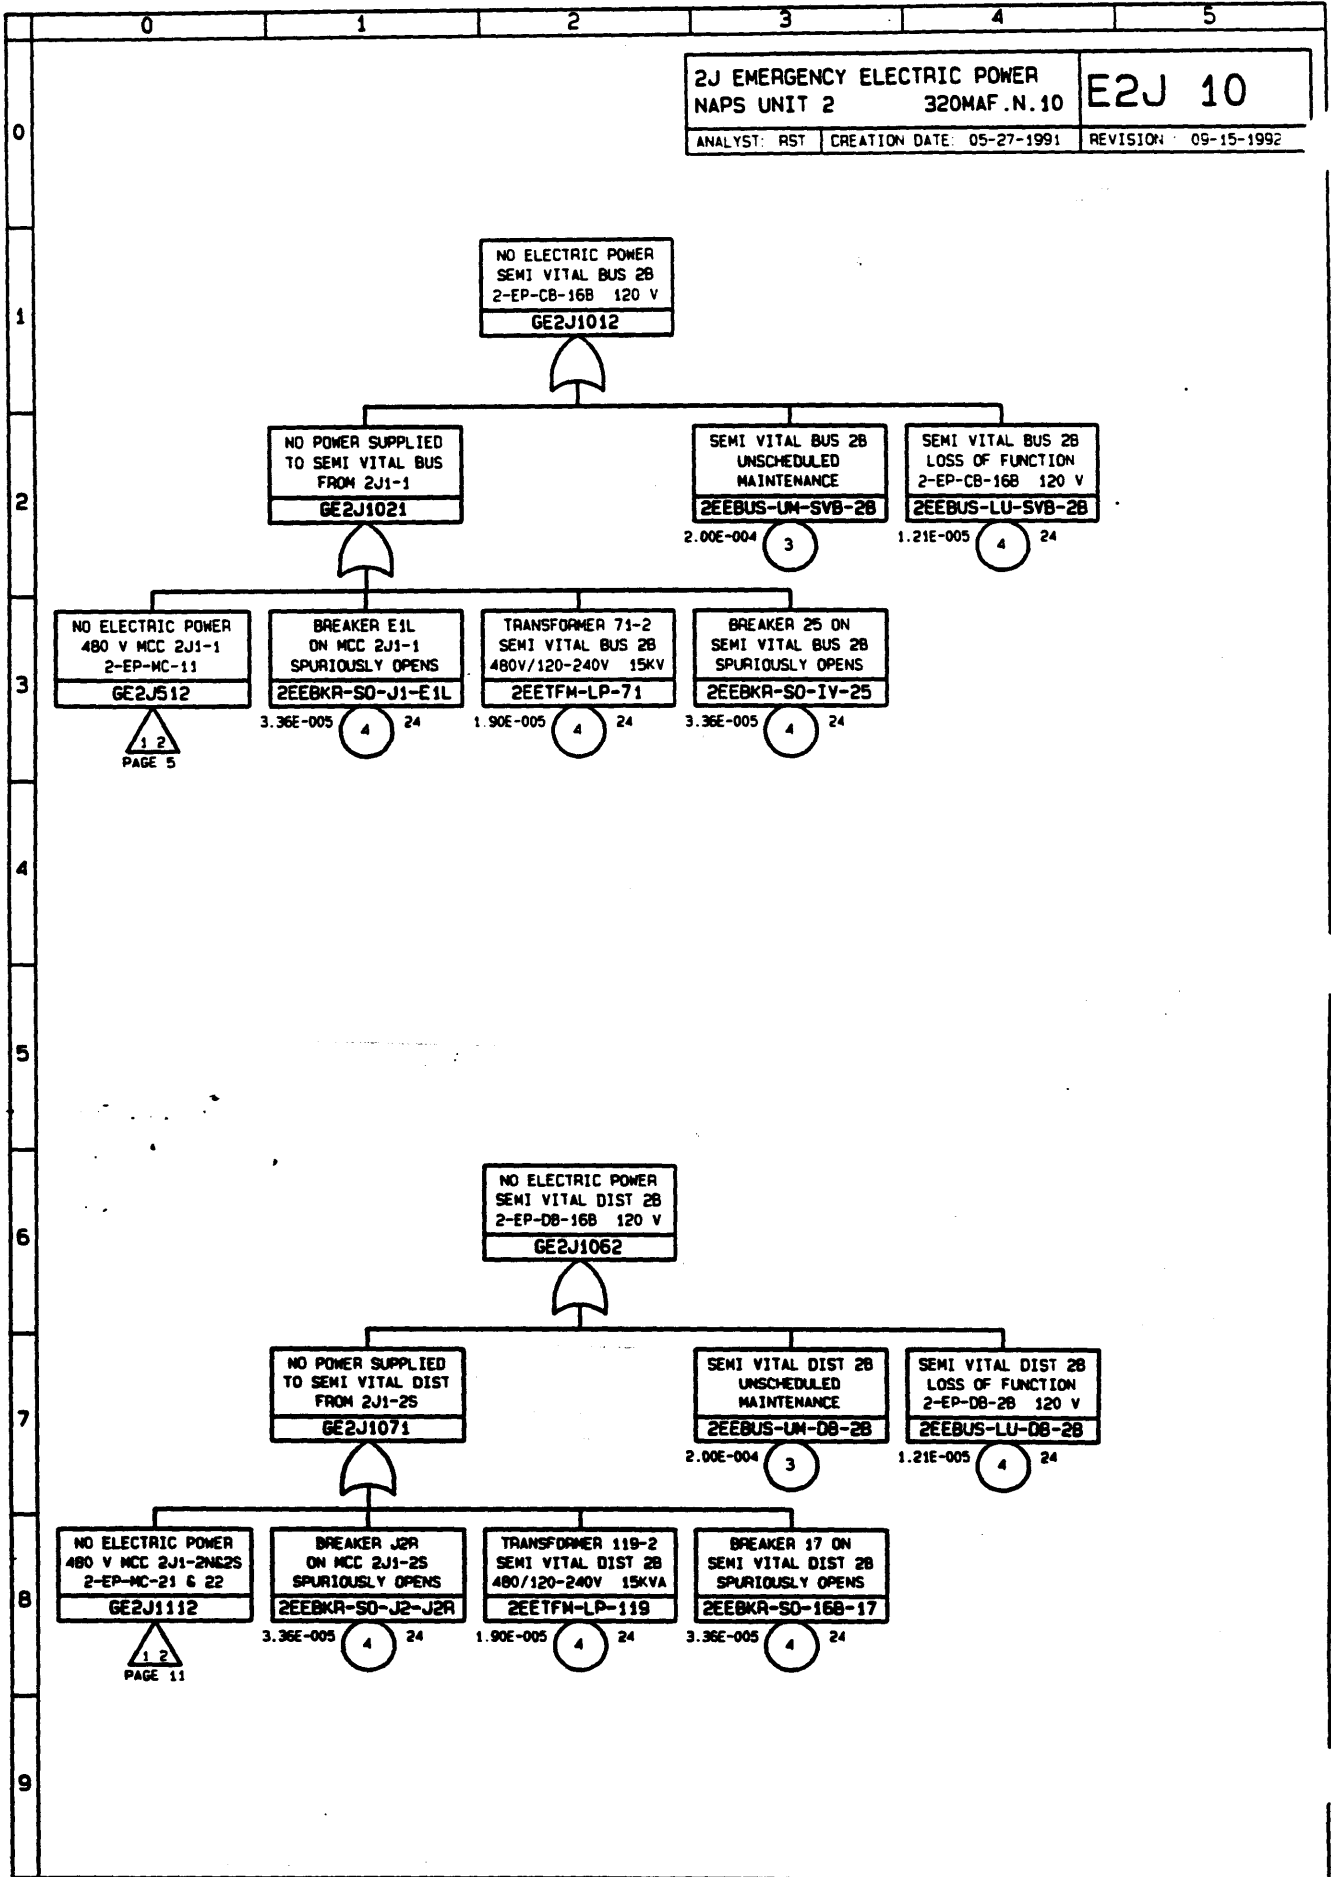 0 1 2 3 4 5
2J EMERGENCY ELECTRIC POWER
NAPS UNIT 2 320MAF.N.10
E2J 10
ANALYST: RST CREATION DATE: 05-27-1991 REVISION 09-15-1992
0
NO ELECTRIC POWER
SEMI VITAL BUS 2B
2-EP-CB-16B 120 V
GE2J1012
1
NO POWER SUPPLIED
TO SEMI VITAL BUS
FROM 2J1-1
GE2J1021
SEMI VITAL BUS 2B
UNSCHEDULED
MAINTENANCE
2EEBUS-UM-SVB-2B
2.00E-004 3
SEMI VITAL BUS 2B
LOSS OF FUNCTION
2-EP-CB-16B 120 V
2EEBUS-LU-SVB-2B
1.21E-005 4 24
2
NO ELECTRIC POWER
480 V MCC 2J1-1
2-EP-MC-11
GE2J512
1 2
PAGE 5
BREAKER E1L
ON MCC 2J1-1
SPURIOUSLY OPENS
2EEBKR-SO-J1-E1L
3.36E-005 4 24
TRANSFORMER 71-2
SEMI VITAL BUS 2B
480V/120-240V 15KV
2EETFM-LP-71
1.90E-005 4 24
BREAKER 25 ON
SEMI VITAL BUS 2B
SPURIOUSLY OPENS
2EEBKR-SO-IV-25
3.36E-005 4 24
3
4
5
NO ELECTRIC POWER
SEMI VITAL DIST 2B
2-EP-DB-16B 120 V
GE2J1062
6
NO POWER SUPPLIED
TO SEMI VITAL DIST
FROM 2J1-2S
GE2J1071
SEMI VITAL DIST 2B
UNSCHEDULED
MAINTENANCE
2EEBUS-UM-DB-2B
2.00E-004 3
SEMI VITAL DIST 2B
LOSS OF FUNCTION
2-EP-DB-2B 120 V
2EEBUS-LU-DB-2B
1.21E-005 4 24
7
NO ELECTRIC POWER
480 V MCC 2J1-2N&2S
2-EP-MC-21 & 22
GE2J1112
1 2
PAGE 11
BREAKER J2R
ON MCC 2J1-2S
SPURIOUSLY OPENS
2EEBKR-SO-J2-J2R
3.36E-005 4 24
TRANSFORMER 119-2
SEMI VITAL DIST 2B
480/120-240V 15KVA
2EETFM-LP-119
1.90E-005 4 24
BREAKER 17 ON
SEMI VITAL DIST 2B
SPURIOUSLY OPENS
2EEBKR-SO-16B-17
3.36E-005 4 24
8
9